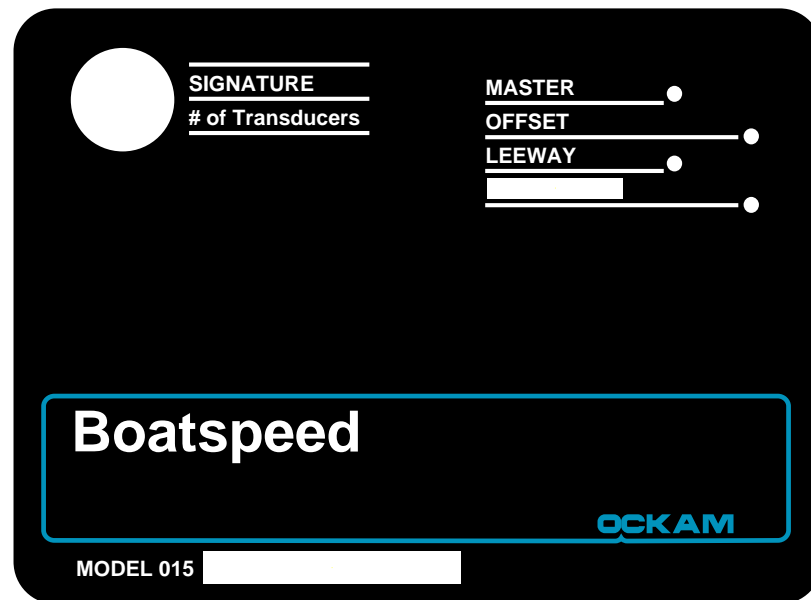 SIGNATURE
# of Transducers
MASTER
OFFSET
LEEWAY
Boatspeed
OCKAM
MODEL 015